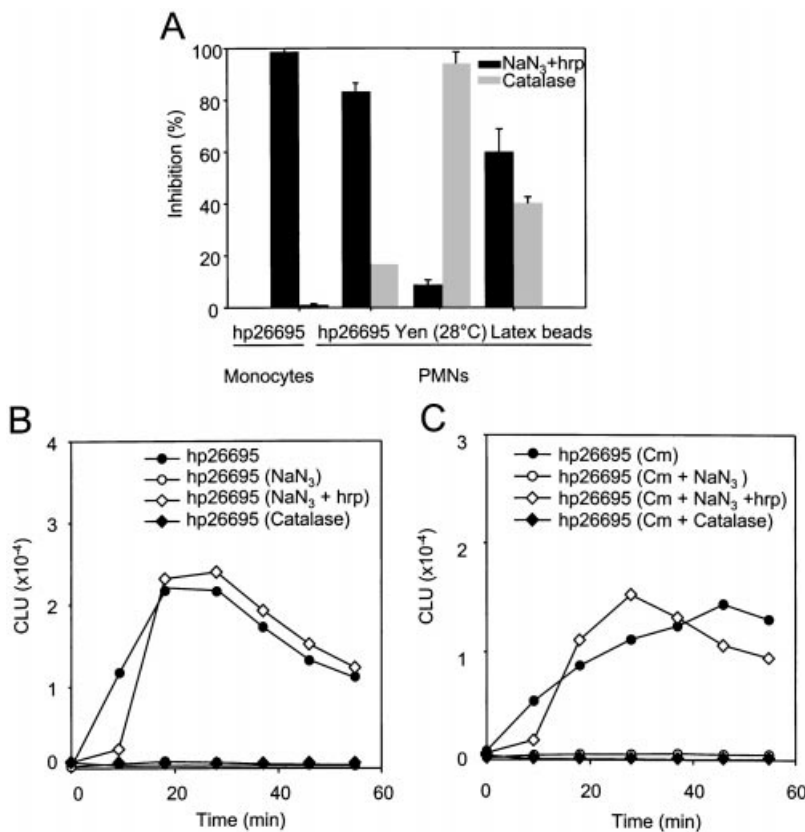 A
NaN3+hrp
Catalase
Inhibition (%)
100
80
60
40
20
0
hp26695 hp26695 Yen (28°C) Latex beads
Monocytes PMNs
B
hp26695
hp26695 (NaN3)
hp26695 (NaN3 + hrp)
hp26695 (Catalase)
CLU (x10-4)
4
3
2
1
0
0 20 40 60
Time (min)
C
hp26695 (Cm)
hp26695 (Cm + NaN3 )
hp26695 (Cm + NaN3 +hrp)
hp26695 (Cm + Catalase)
CLU (x10-4)
3
2
1
0
0 20 40 60
Time (min)